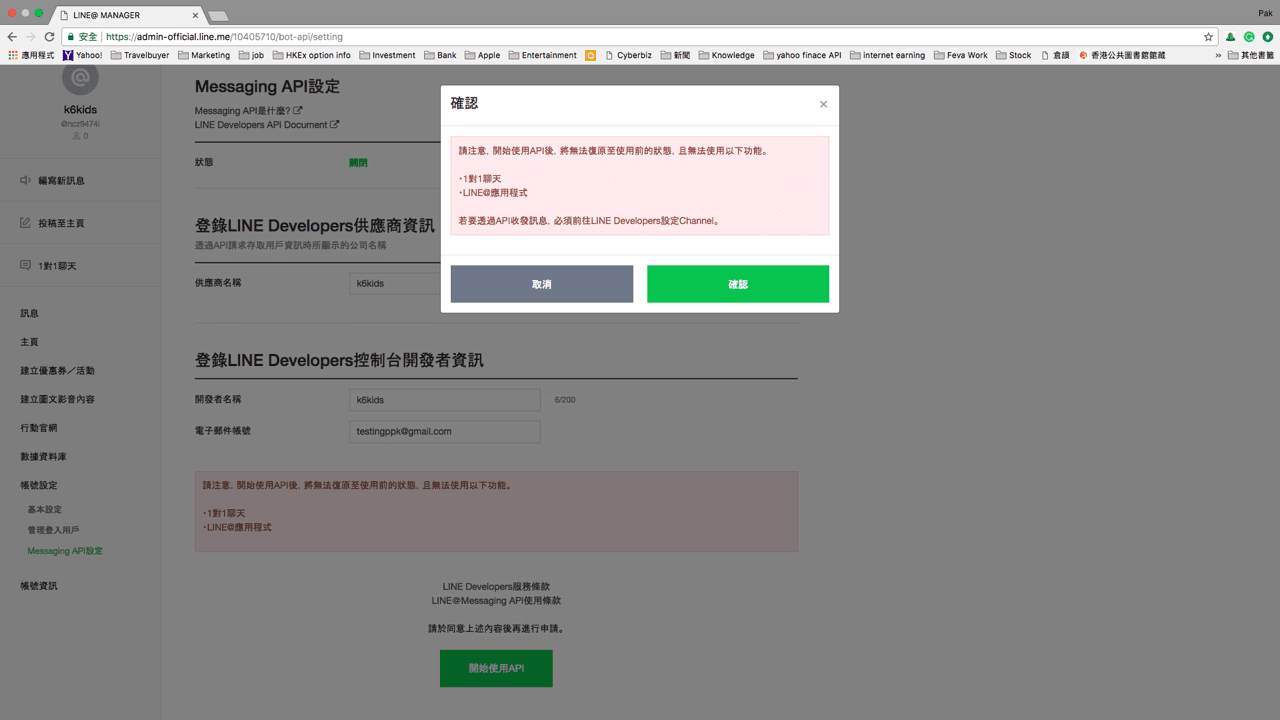 LINE@ MANAGER
Pak
安全 https://admin-official.line.me/10405710/bot-api/setting
應用程式 Yahoo! Travelbuyer Marketing job HKEx option info Investment Bank Apple Entertainment Cyberbiz 新聞 Knowledge yahoo finace API internet earning Feva Work Stock 倉頡 香港公共圖書館館藏 » 其他書籤
k6kids
@ncz9474l
0
編寫新訊息
投稿至主頁
1對1聊天
訊息
主頁
建立優惠券／活動
建立圖文影音內容
行動官網
數據資料庫
帳號設定
基本設定
管理登入用戶
Messaging API設定
帳號資訊
Messaging API設定
Messaging API是什麼?
LINE Developers API Document
狀態 關閉
登錄LINE Developers供應商資訊
透過API請求存取用戶資訊時所顯示的公司名稱
供應商名稱 k6kids
確認 ×
請注意, 開始使用API後, 將無法復原至使用前的狀態, 且無法使用以下功能。
・1對1聊天
・LINE@應用程式
若要透過API收發訊息, 必須前往LINE Developers設定Channel。
取消 確認
登錄LINE Developers控制台開發者資訊
開發者名稱 k6kids 6/200
電子郵件帳號 testingppk@gmail.com
請注意, 開始使用API後, 將無法復原至使用前的狀態, 且無法使用以下功能。
・1對1聊天
・LINE@應用程式
LINE Developers服務條款
LINE@Messaging API使用條款
請於同意上述內容後再進行申請。
開始使用API